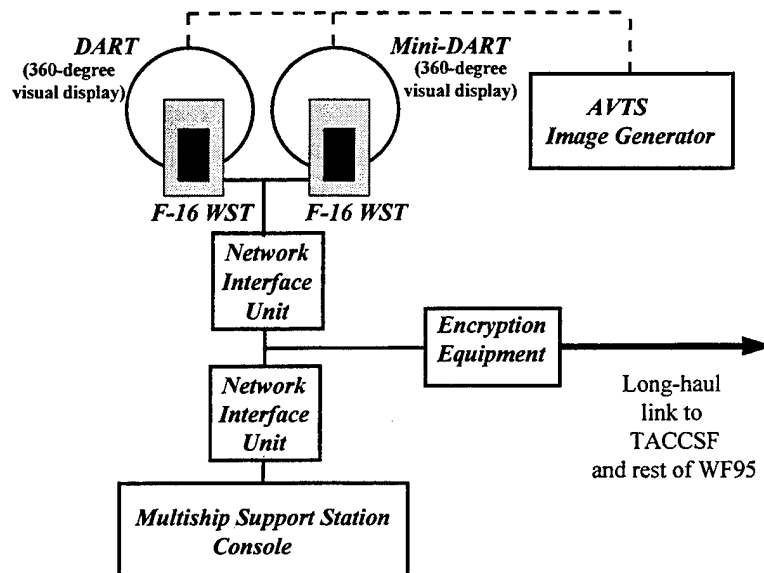 DART
(360-degree
visual display)
Mini-DART
(360-degree
visual display)
AVTS
Image Generator
F-16 WST
F-16 WST
Network
Interface
Unit
Encryption
Equipment
Network
Interface
Unit
Long-haul
link to
TACCSF
and rest of WF95
Multiship Support Station
Console